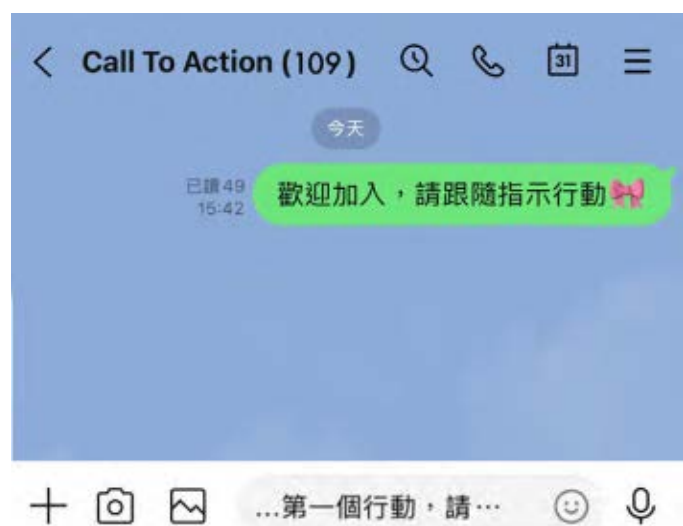 Call To Action (109)
31
今天
已讀 49
15:42
歡迎加入，請跟隨指示行動🎀
...第一個行動，請⋯